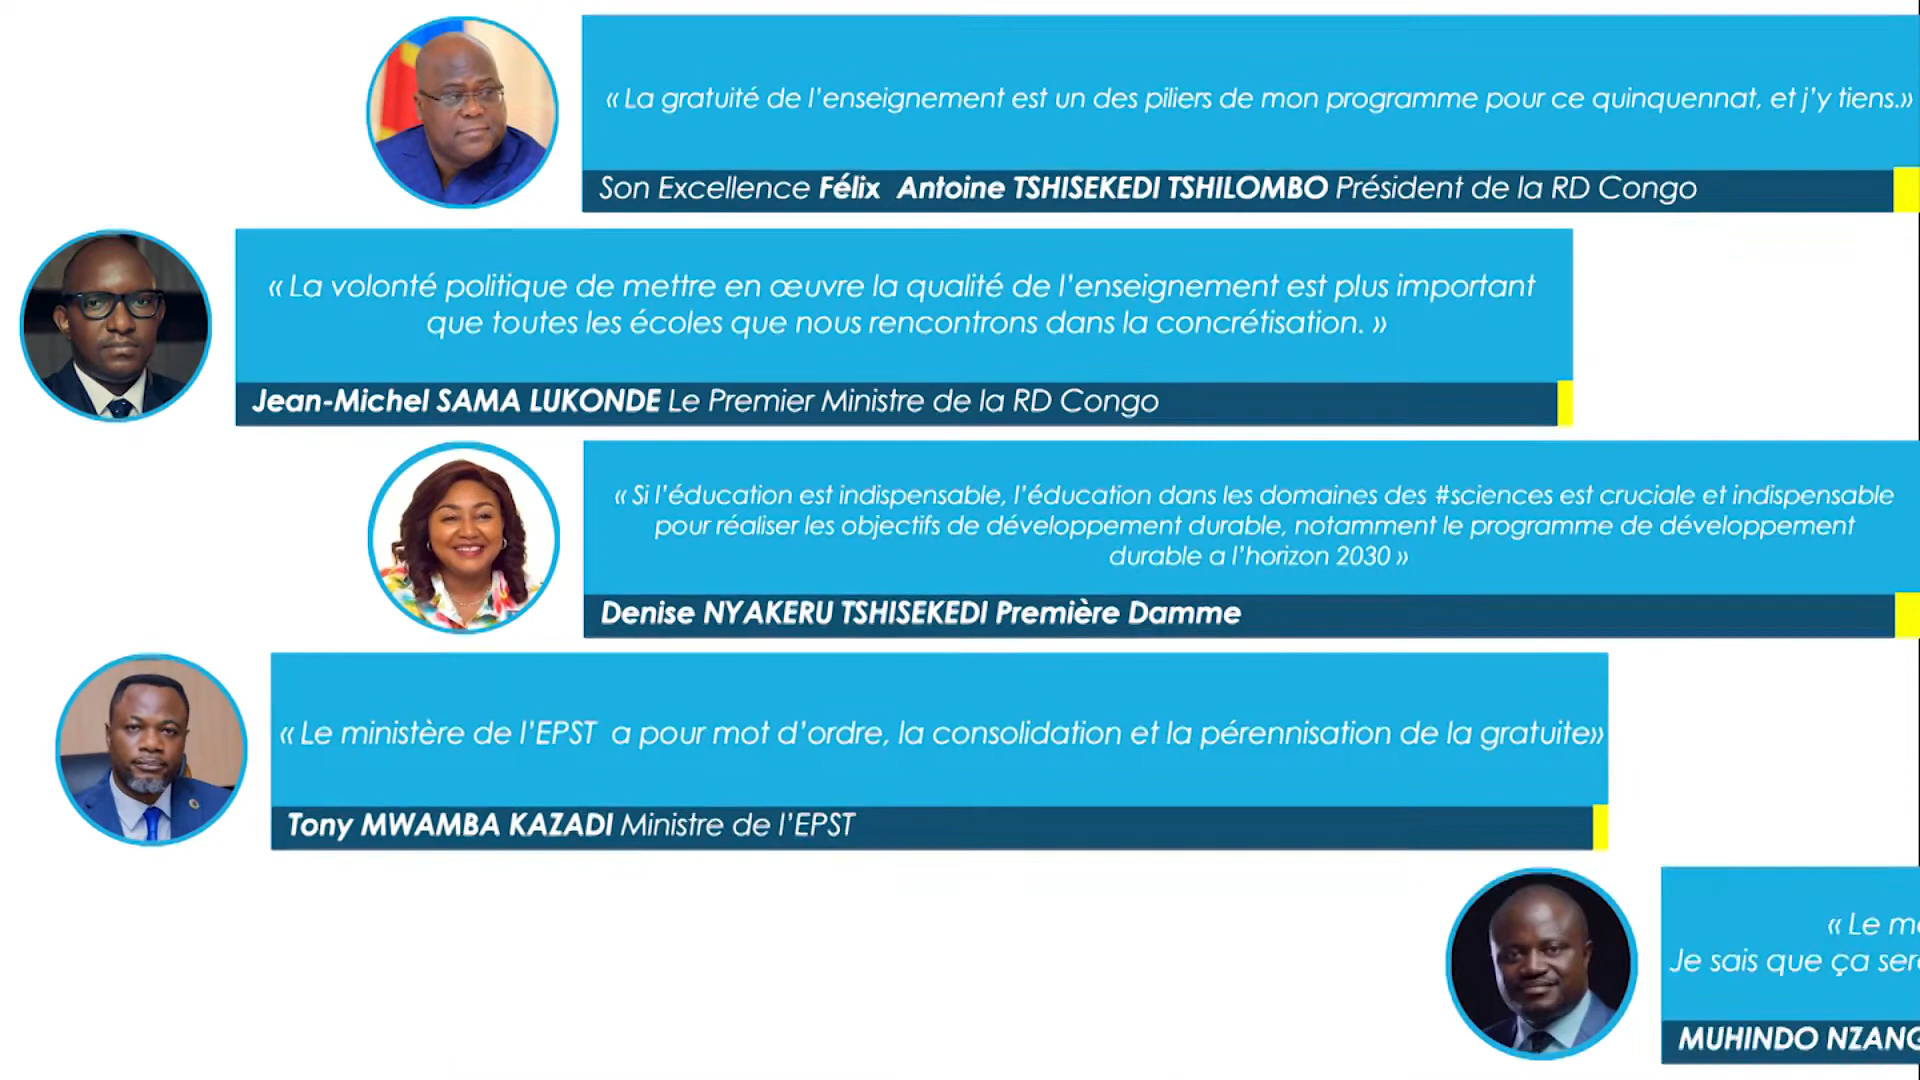 « La gratuité de l’enseignement est un des piliers de mon programme pour ce quinquennat, et j’y tiens.»
Son Excellence Félix Antoine TSHISEKEDI TSHILOMBO Président de la RD Congo
« La volonté politique de mettre en œuvre la qualité de l’enseignement est plus important
que toutes les écoles que nous rencontrons dans la concrétisation. »
Jean-Michel SAMA LUKONDE Le Premier Ministre de la RD Congo
« Si l’éducation est indispensable, l’éducation dans les domaines des #sciences est cruciale et indispensable
pour réaliser les objectifs de développement durable, notamment le programme de développement
durable a l’horizon 2030 »
Denise NYAKERU TSHISEKEDI Première Damme
« Le ministère de l’EPST a pour mot d’ordre, la consolidation et la pérennisation de la gratuite»
Tony MWAMBA KAZADI Ministre de l’EPST
« Le
Je sais que ça
MUHINDO